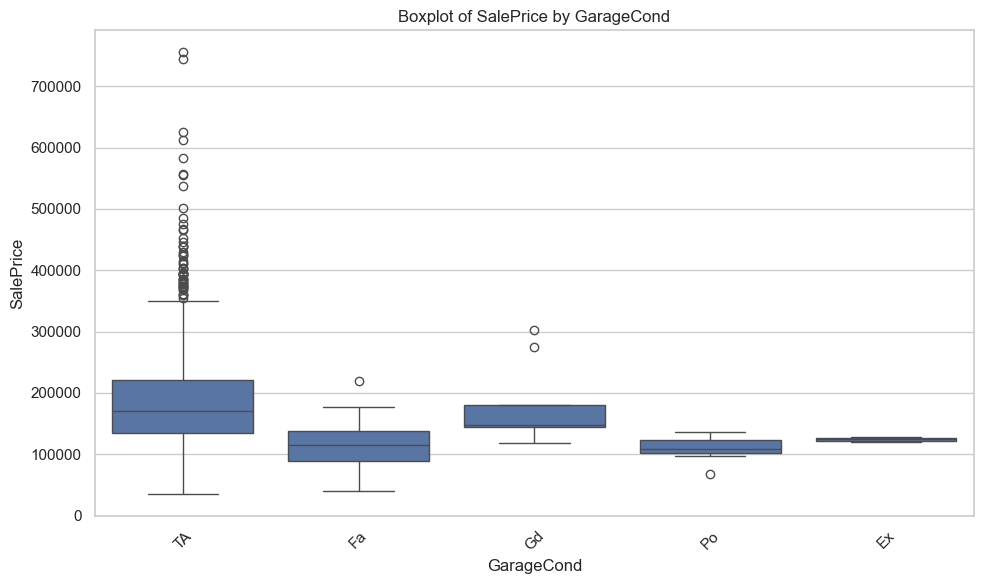 Boxplot of SalePrice by GarageCond
700000
600000
500000
400000
300000
200000
100000
0
SalePrice
TA
Fa
Gd
Po
Ex
GarageCond